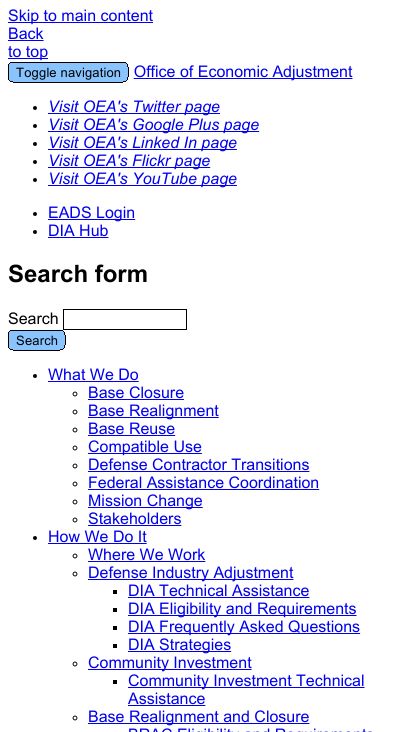 Skip to main content
Back
to top
Toggle navigation Office of Economic Adjustment
Visit OEA's Twitter page
Visit OEA's Google Plus page
Visit OEA's Linked In page
Visit OEA's Flickr page
Visit OEA's YouTube page
EADS Login
DIA Hub
Search form
Search
Search
What We Do
Base Closure
Base Realignment
Base Reuse
Compatible Use
Defense Contractor Transitions
Federal Assistance Coordination
Mission Change
Stakeholders
How We Do It
Where We Work
Defense Industry Adjustment
DIA Technical Assistance
DIA Eligibility and Requirements
DIA Frequently Asked Questions
DIA Strategies
Community Investment
Community Investment Technical
Assistance
Base Realignment and Closure
BRAC Eligibility and Requirements